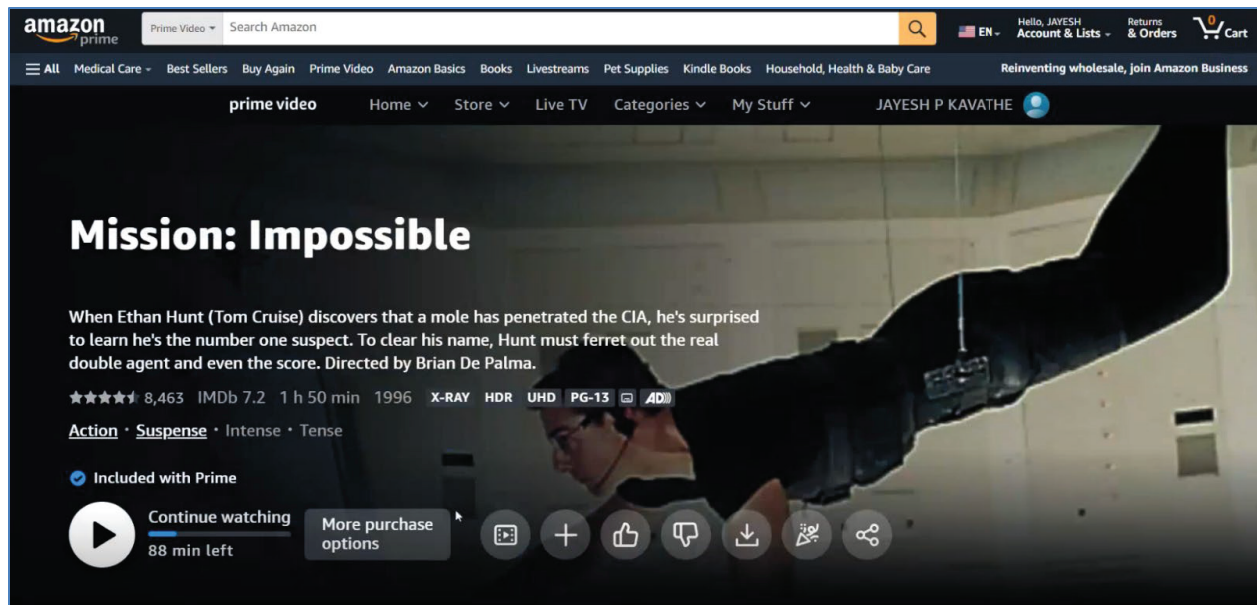 amazon prime
Prime Video
Search Amazon
EN
Hello, JAYESH
Account & Lists
Returns
& Orders
0
Cart
All Medical Care Best Sellers Buy Again Prime Video Amazon Basics Books Livestreams Pet Supplies Kindle Books Household, Health & Baby Care Reinventing wholesale, join Amazon Business
prime video Home Store Live TV Categories My Stuff JAYESH P KAVATHE
Mission: Impossible
When Ethan Hunt (Tom Cruise) discovers that a mole has penetrated the CIA, he's surprised
to learn he's the number one suspect. To clear his name, Hunt must ferret out the real
double agent and even the score. Directed by Brian De Palma.
8,463 IMDb 7.2 1 h 50 min 1996 X-RAY HDR UHD PG-13 AD
Action · Suspense · Intense · Tense
Included with Prime
Continue watching
88 min left
More purchase
options